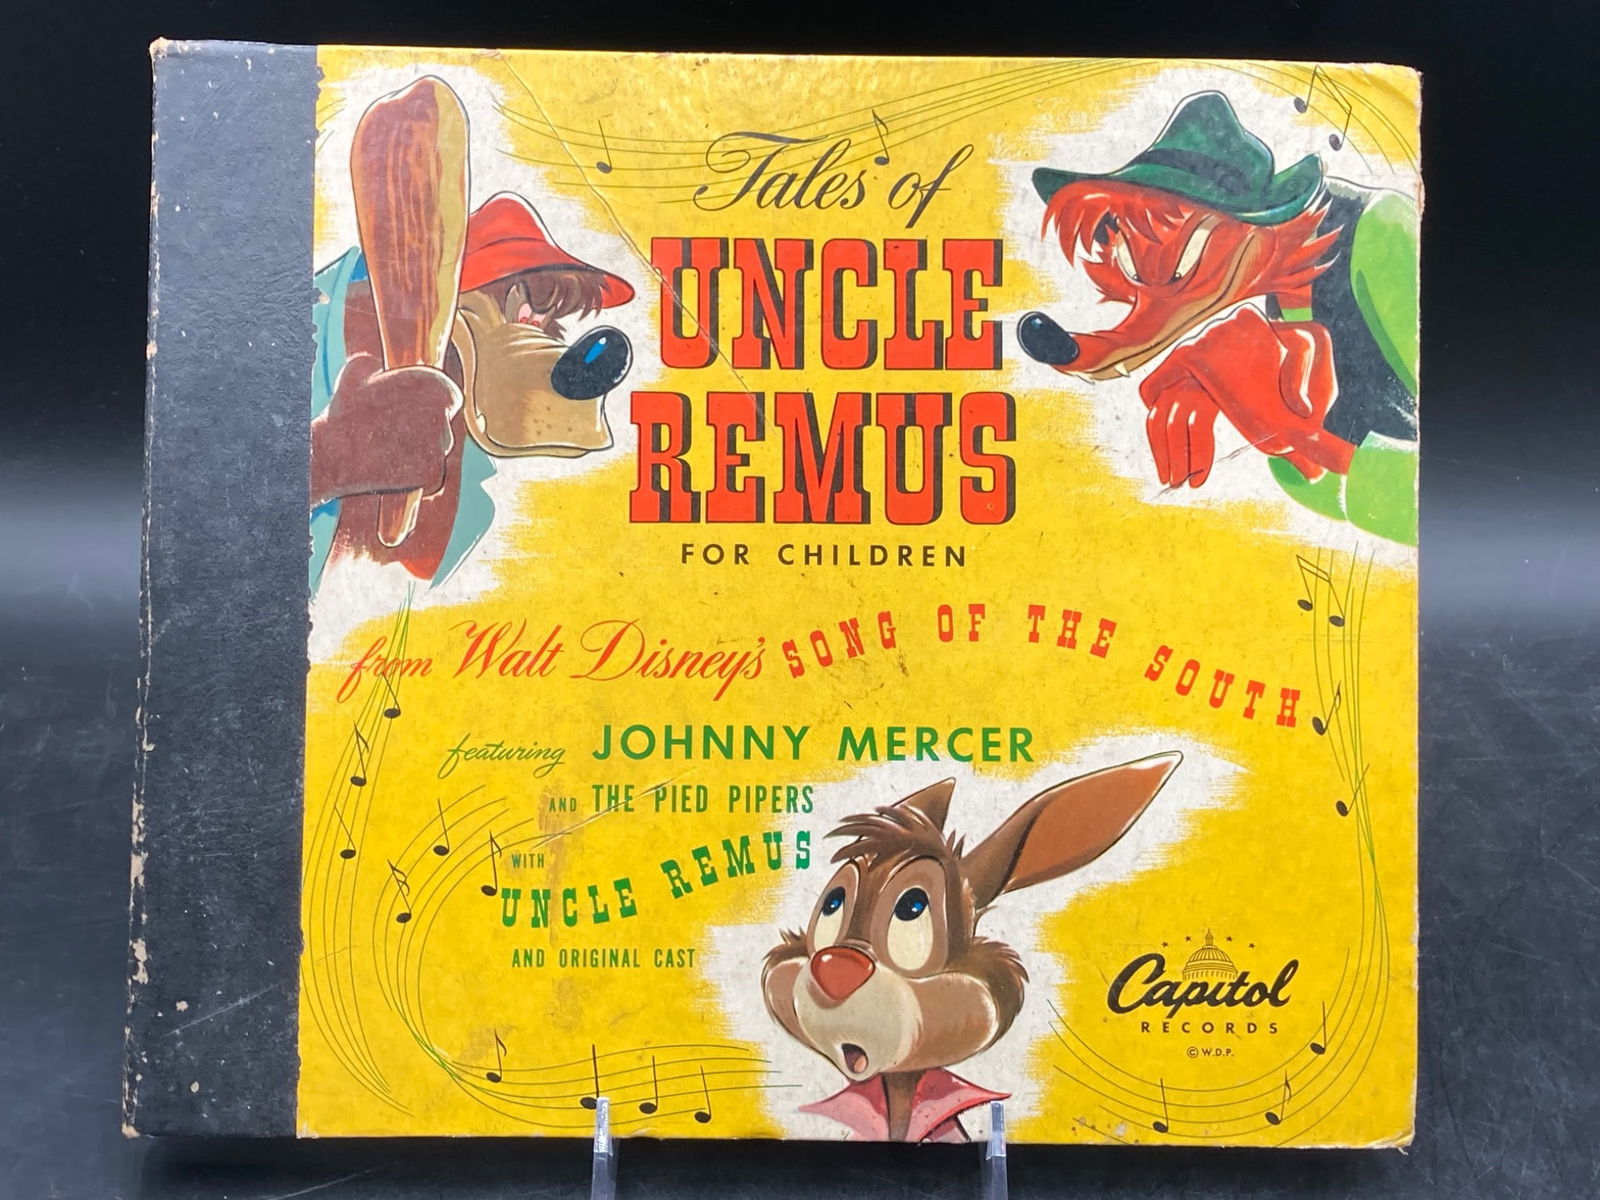 Tales of
UNCLE
REMUS
FOR CHILDREN
from Walt Disney's SONG OF THE SOUTH
featuring JOHNNY MERCER
AND THE PIED PIPERS
WITH
UNCLE REMUS
AND ORIGINAL CAST
Capitol
RECORDS
© W.D.P.